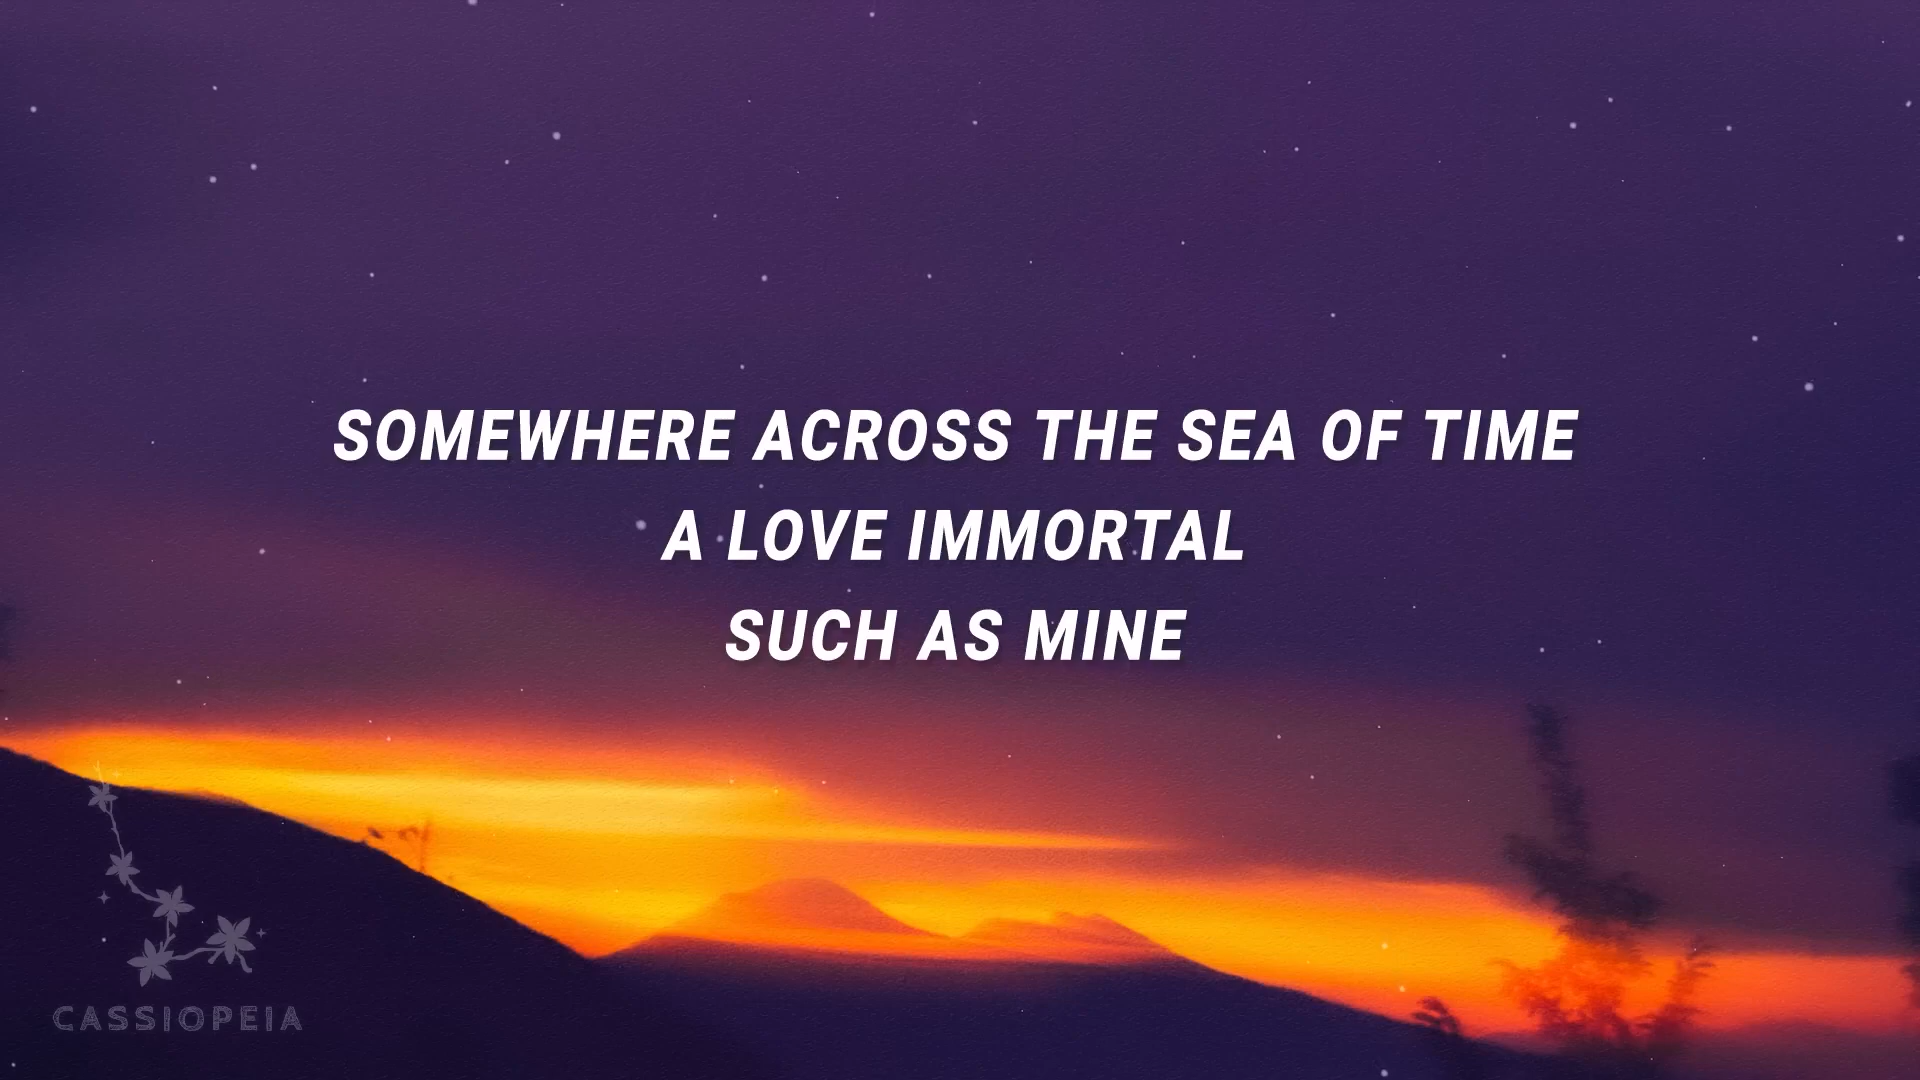 SOMEWHERE ACROSS THE SEA OF TIME
A LOVE IMMORTAL
SUCH AS MINE
CASSIOPEIA